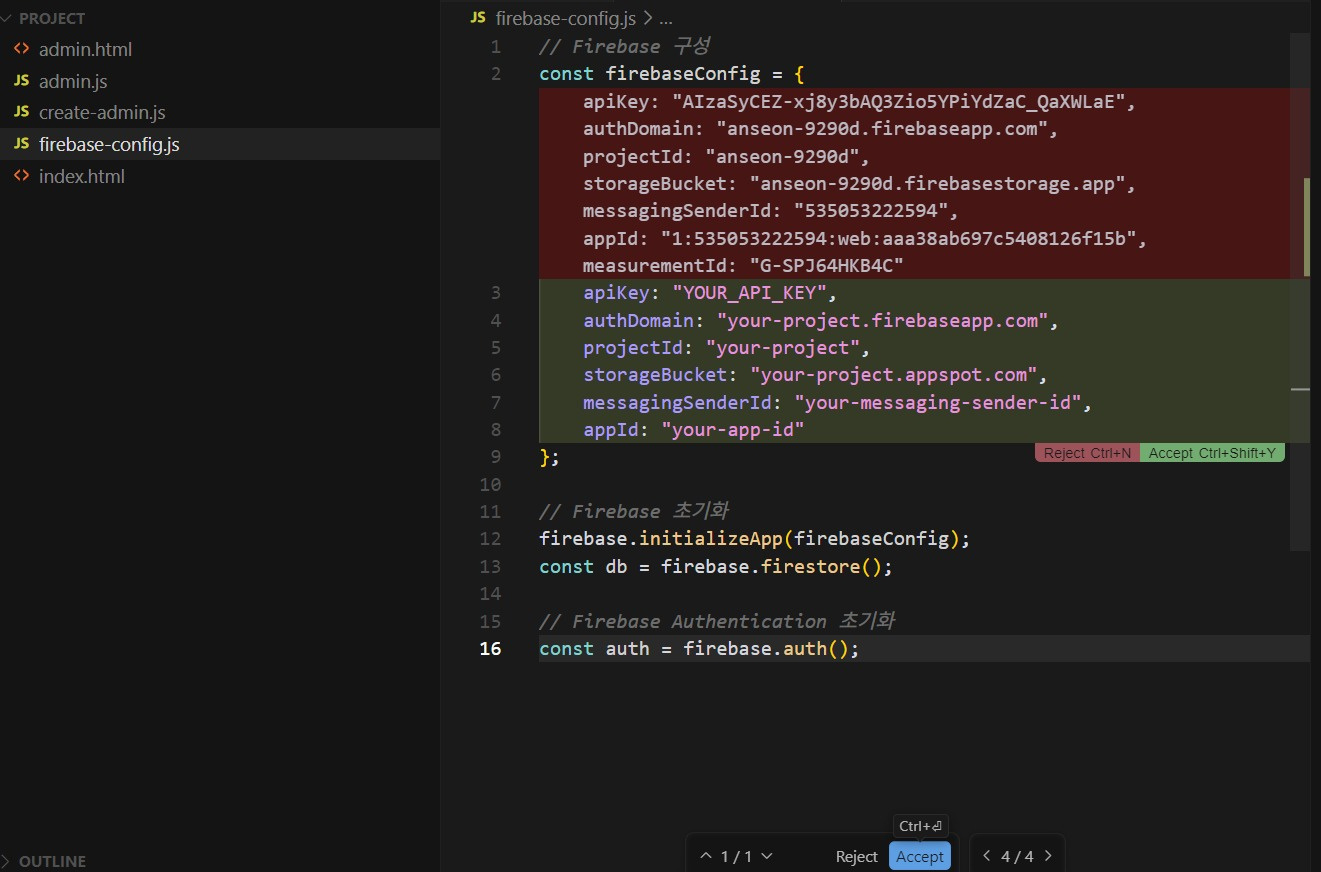 PROJECT
admin.html
JS admin.js
JS create-admin.js
JS firebase-config.js
index.html
OUTLINE
JS firebase-config.js > ...
1 // Firebase 구성
2 const firebaseConfig = {
apiKey: "AIzaSyCEZ-xj8y3bAQ3Zio5YPiYdZaC_QaXWLaE",
authDomain: "anseon-9290d.firebaseapp.com",
projectId: "anseon-9290d",
storageBucket: "anseon-9290d.firebasestorage.app",
messagingSenderId: "535053222594",
appId: "1:535053222594:web:aaa38ab697c5408126f15b",
measurementId: "G-SPJ64HKB4C"
3 apiKey: "YOUR_API_KEY",
4 authDomain: "your-project.firebaseapp.com",
5 projectId: "your-project",
6 storageBucket: "your-project.appspot.com",
7 messagingSenderId: "your-messaging-sender-id",
8 appId: "your-app-id"
9 };
Reject Ctrl+N Accept Ctrl+Shift+Y
10
11 // Firebase 초기화
12 firebase.initializeApp(firebaseConfig);
13 const db = firebase.firestore();
14
15 // Firebase Authentication 초기화
16 const auth = firebase.auth();
Ctrl+⏎
1 / 1 Reject Accept 4 / 4